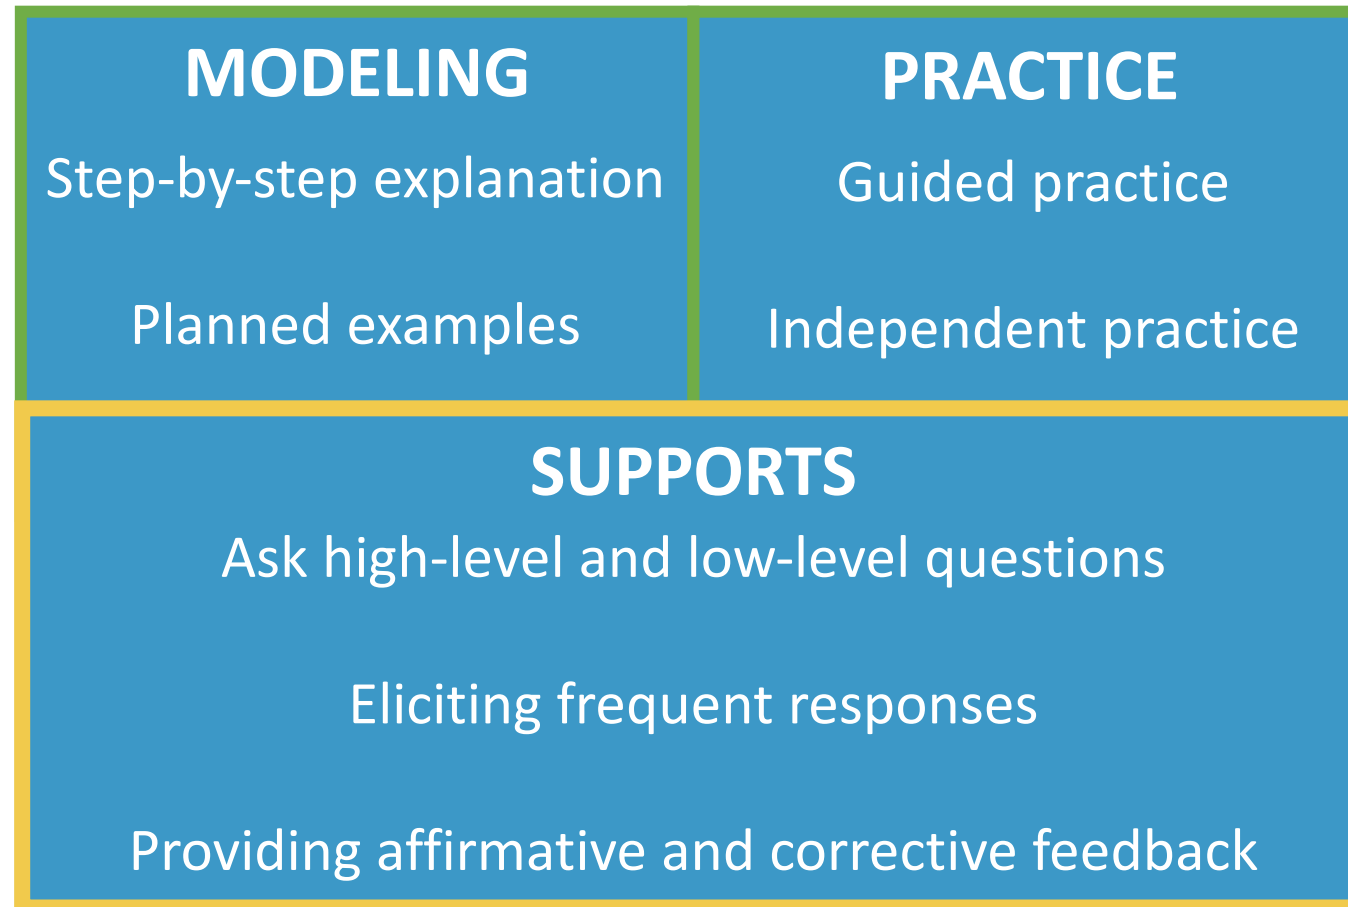 MODELING
Step-by-step explanation
Planned examples
PRACTICE
Guided practice
Independent practice
SUPPORTS
Ask high-level and low-level questions
Eliciting frequent responses
Providing affirmative and corrective feedback